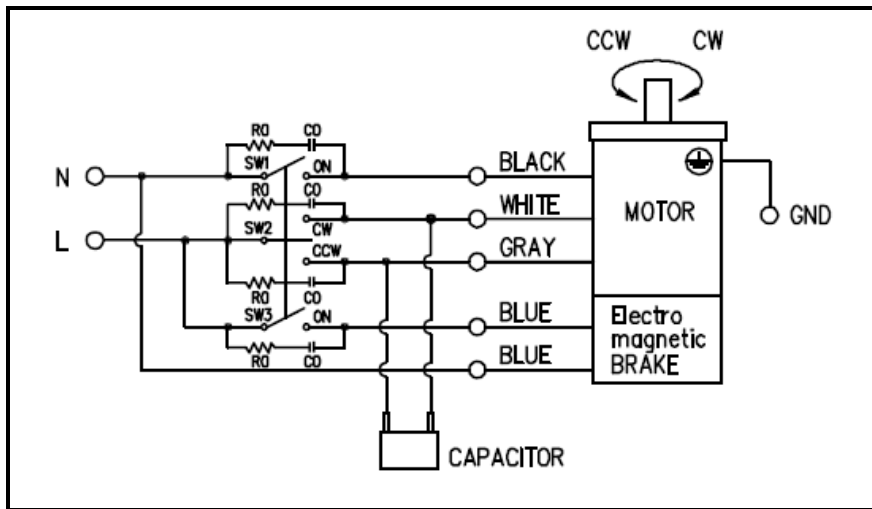 CCW CW
R0 C0
SW1 ON
N
BLACK
R0 C0
WHITE
MOTOR
GND
CW
L
SW2
CCW
GRAY
R0 C0
SW3 ON
BLUE
Electro
magnetic
BRAKE
R0 C0
BLUE
CAPACITOR